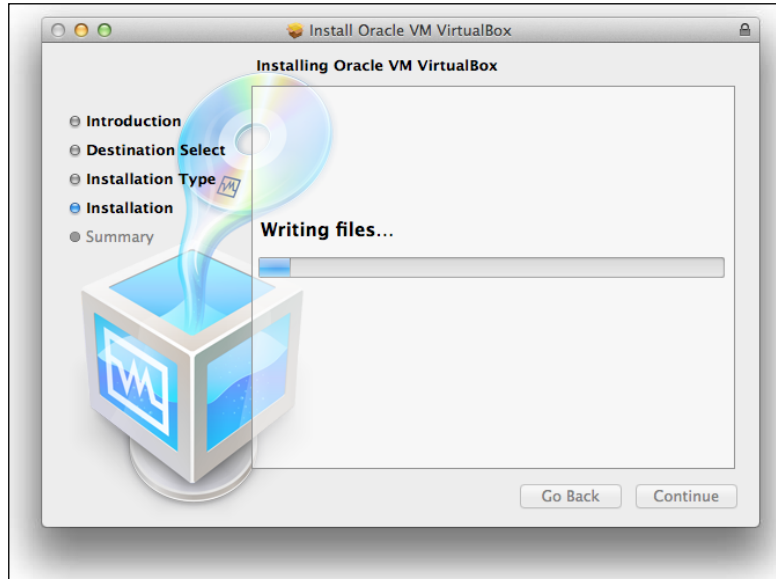 Install Oracle VM VirtualBox
Installing Oracle VM VirtualBox
Introduction
Destination Select
Installation Type
Installation
Summary
Writing files...
Go Back
Continue